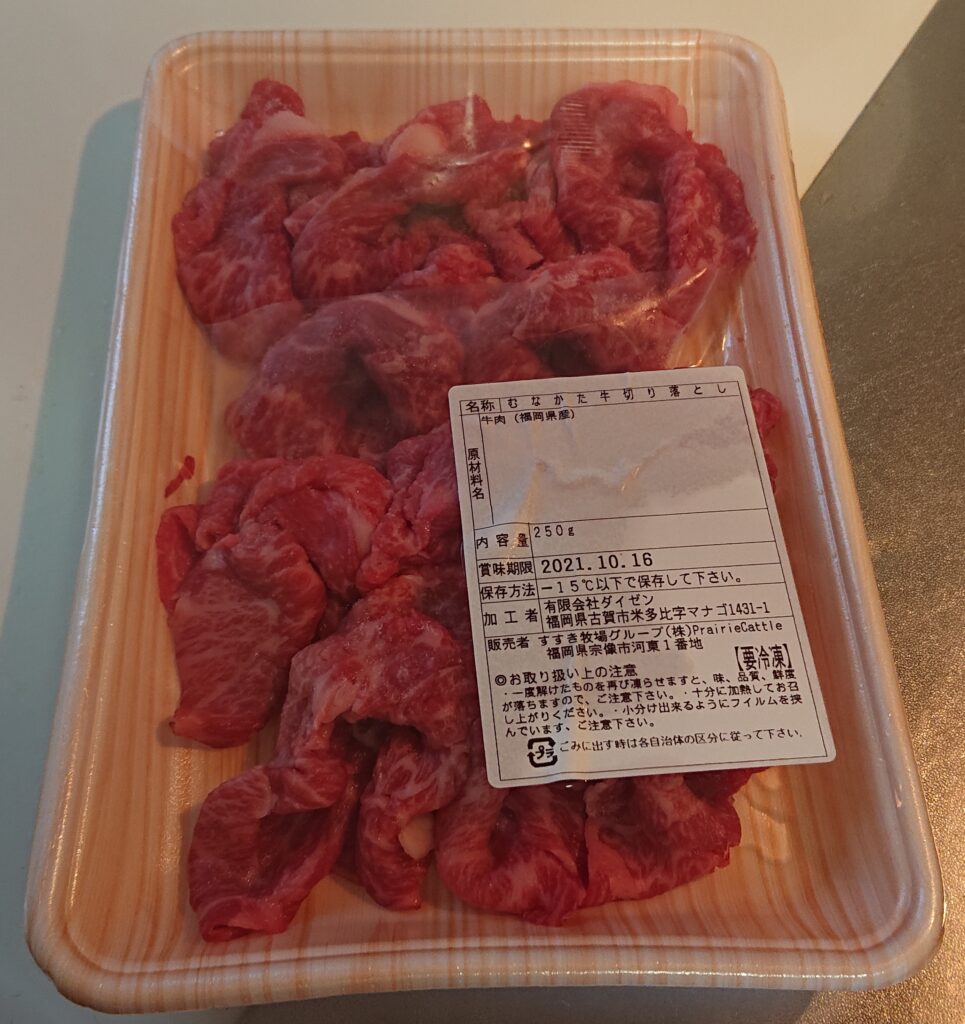 名称 むなかた牛切り落とし
原材料名 牛肉 (福岡県産)
内容量 250g
賞味期限 2021.10.16
保存方法 -15℃以下で保存して下さい。
加工者 有限会社ダイゼン
福岡県古賀市米多比字マナゴ1431-1
販売者 すすき牧場グループ(株)PrairieCattle
福岡県宗像市河東1番地
【要冷凍】
◎お取り扱い上の注意
・一度解けたものを再び凍らせますと、味、品質、鮮度
が落ちますので、ご注意下さい。・十分に加熱してお召
し上がりください。・小分け出来るようにフィルムを挟
んでいます、ご注意下さい。
プラ ごみに出す時は各自治体の区分に従って下さい.